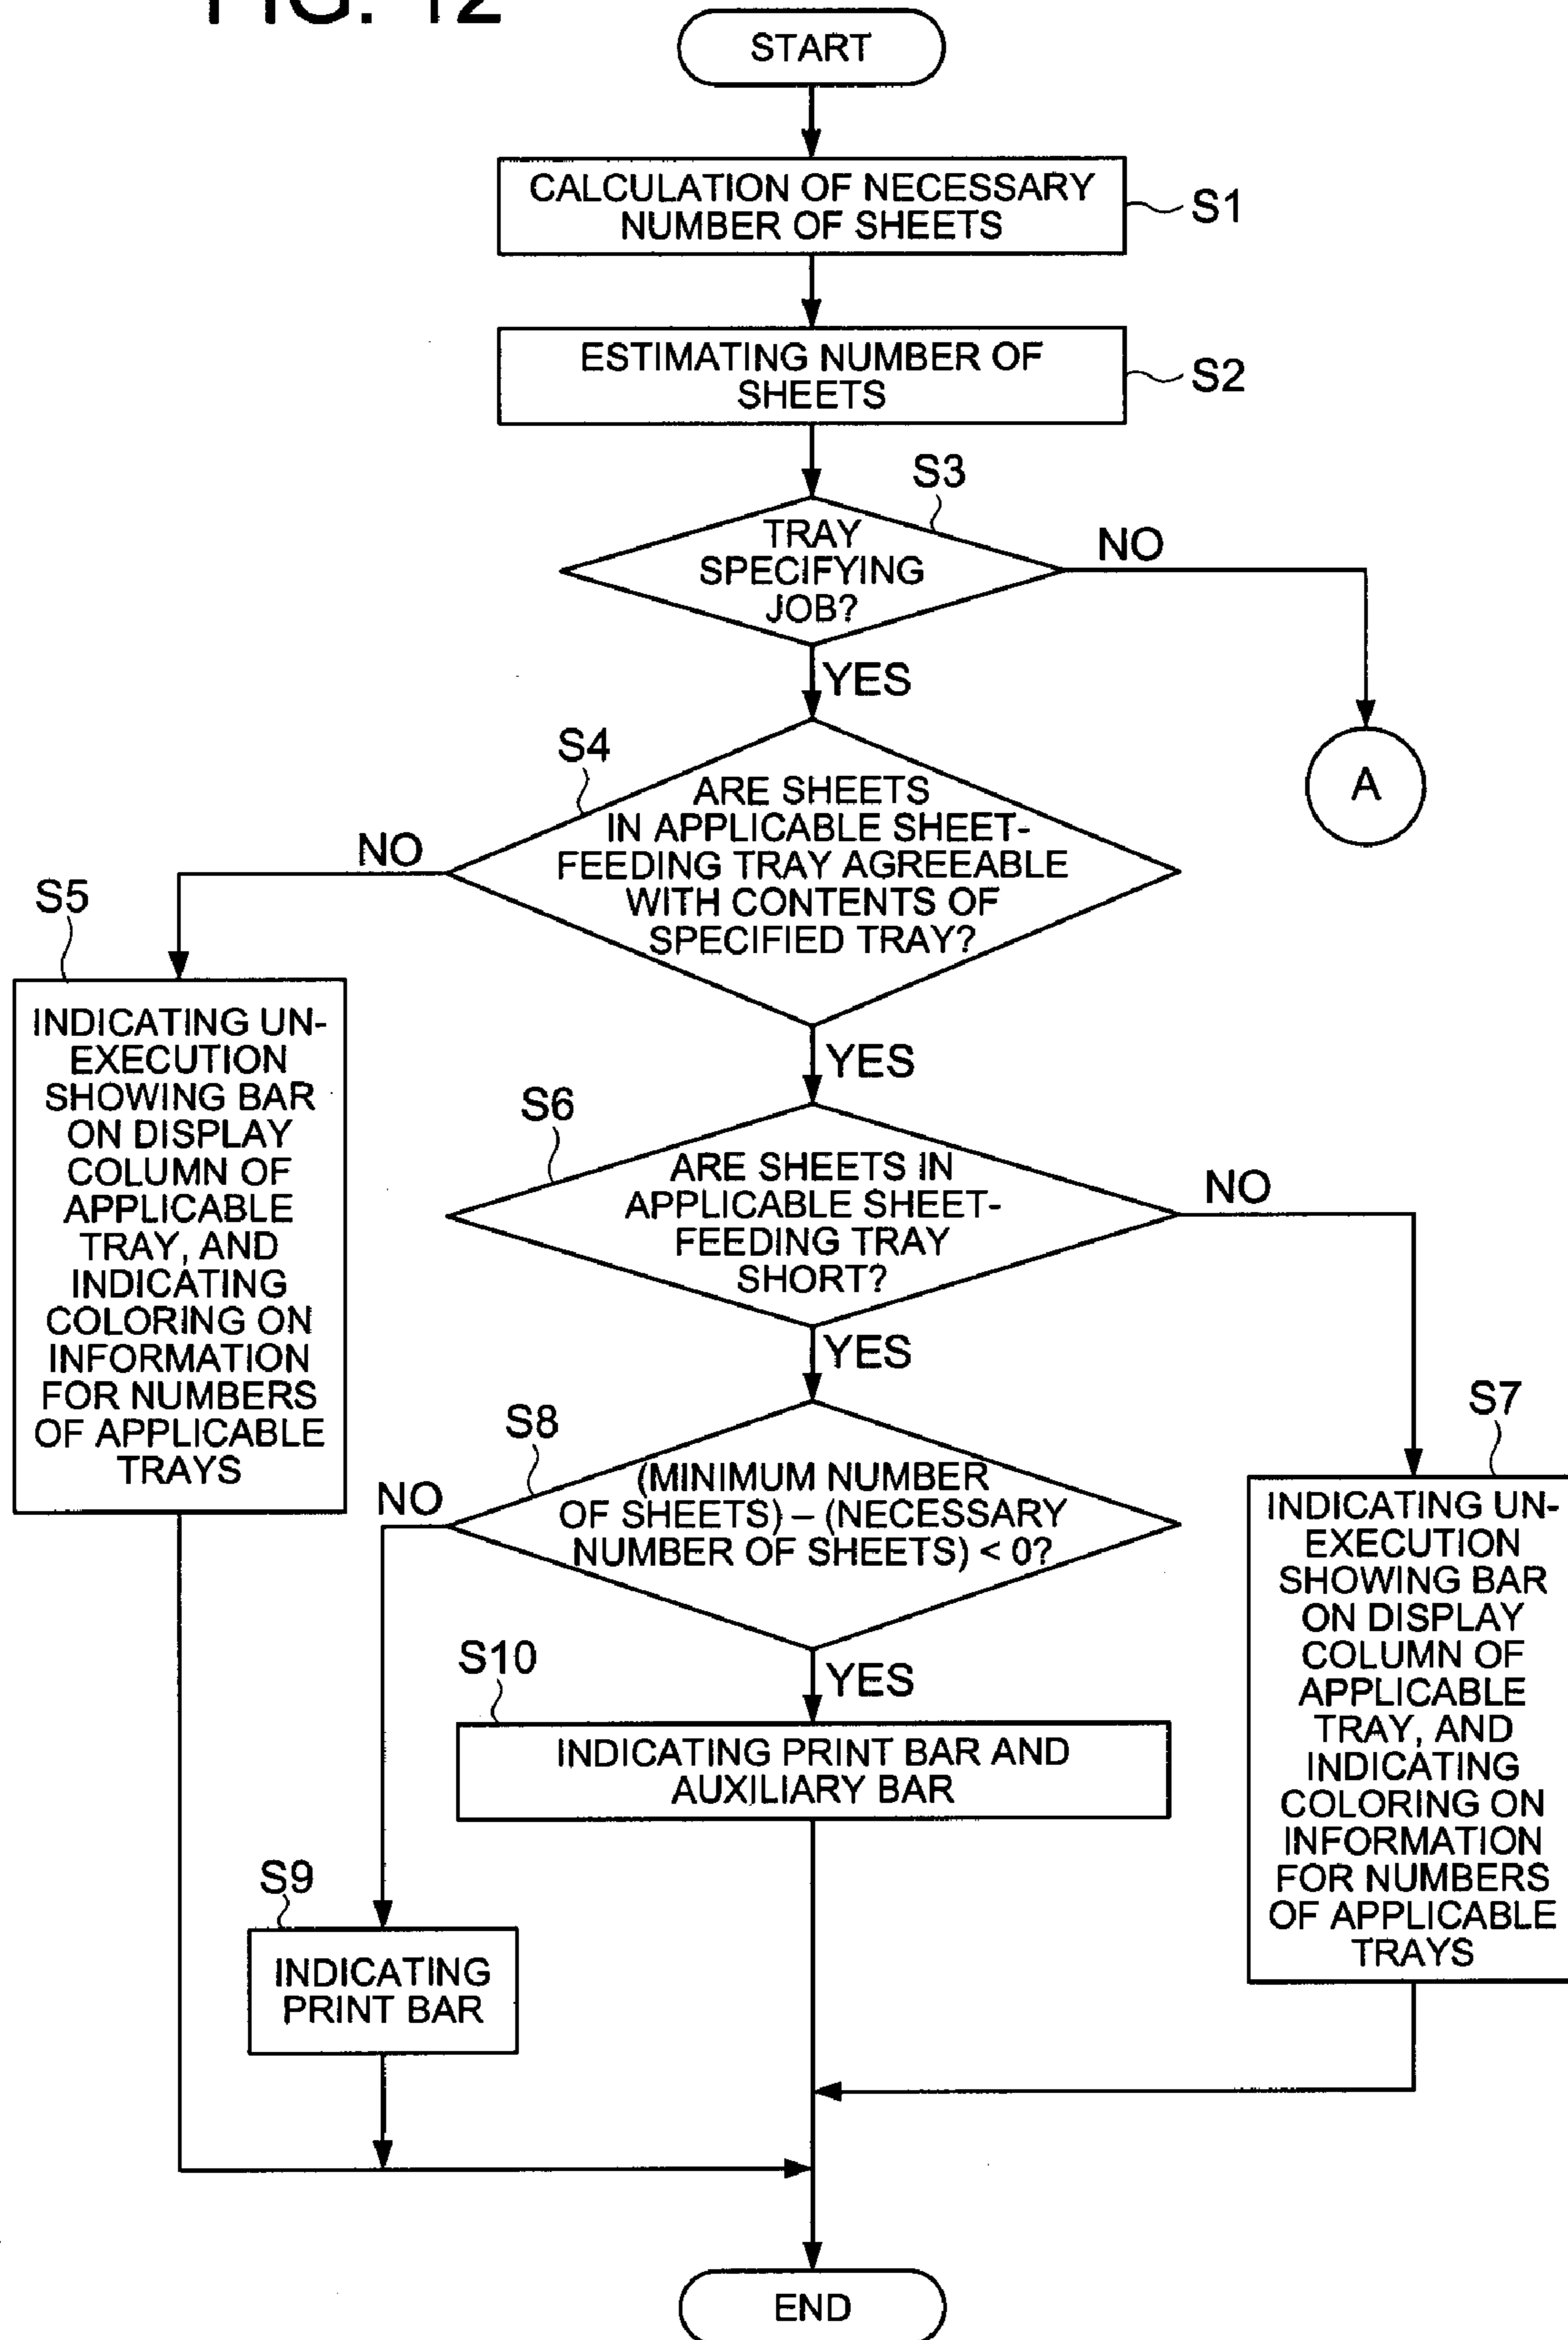 FIG. 12
START
CALCULATION OF NECESSARY
NUMBER OF SHEETS
S1
ESTIMATING NUMBER OF
SHEETS
S2
S3
TRAY
SPECIFYING
JOB?
NO
YES
A
S4
ARE SHEETS
IN APPLICABLE SHEET-
FEEDING TRAY AGREEABLE
WITH CONTENTS OF
SPECIFIED TRAY?
NO
YES
S5
INDICATING UN-
EXECUTION
SHOWING BAR
ON DISPLAY
COLUMN OF
APPLICABLE
TRAY, AND
INDICATING
COLORING ON
INFORMATION
FOR NUMBERS
OF APPLICABLE
TRAYS
S6
ARE SHEETS IN
APPLICABLE SHEET-
FEEDING TRAY
SHORT?
NO
YES
S7
INDICATING UN-
EXECUTION
SHOWING BAR
ON DISPLAY
COLUMN OF
APPLICABLE
TRAY, AND
INDICATING
COLORING ON
INFORMATION
FOR NUMBERS
OF APPLICABLE
TRAYS
S8
(MINIMUM NUMBER
OF SHEETS) – (NECESSARY
NUMBER OF SHEETS) < 0?
NO
YES
S10
INDICATING PRINT BAR AND
AUXILIARY BAR
S9
INDICATING
PRINT BAR
END